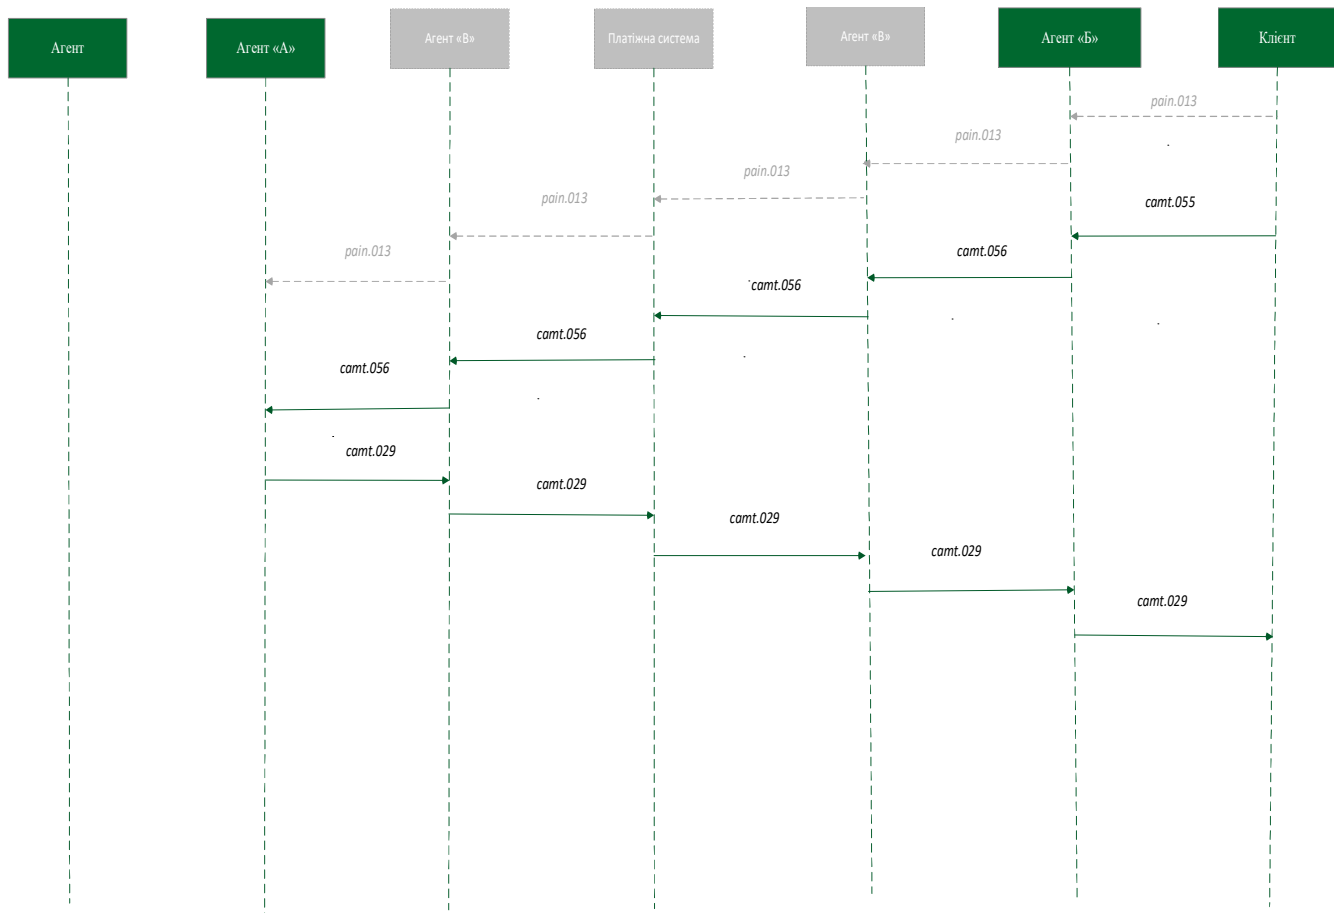 Агент
Агент «А»
Агент «В»
Платіжна система
Агент «В»
Агент «Б»
Клієнт
pain.013
pain.013
pain.013
pain.013
camt.055
pain.013
camt.056
camt.056
camt.056
camt.056
camt.029
camt.029
camt.029
camt.029
camt.029